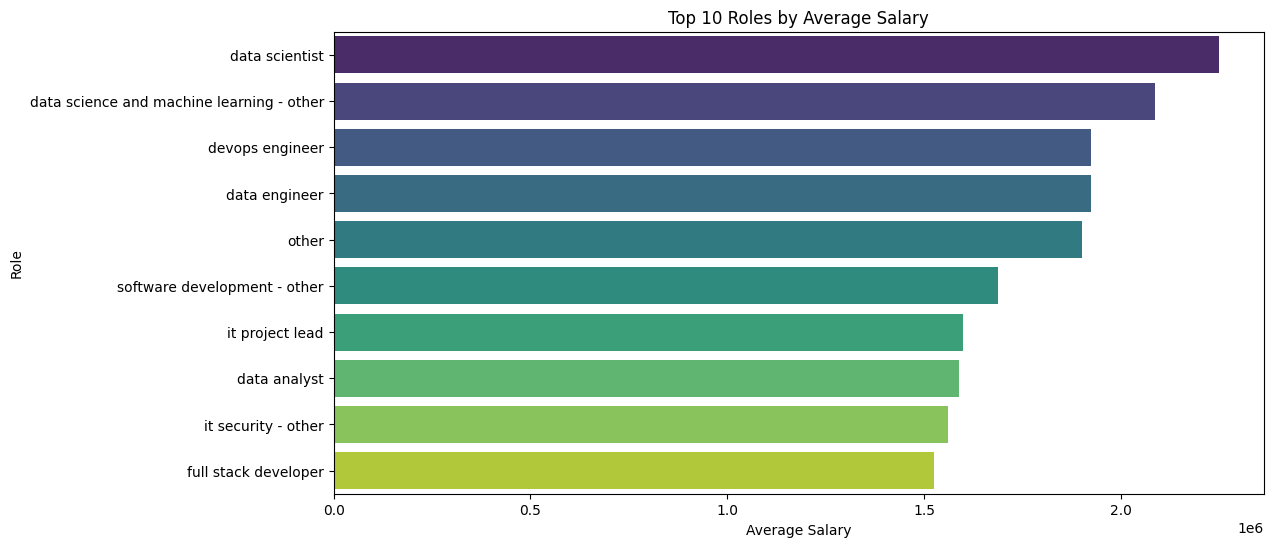 Top 10 Roles by Average Salary
data scientist
data science and machine learning - other
devops engineer
data engineer
other
software development - other
it project lead
data analyst
it security - other
full stack developer
Role
0.0 0.5 1.0 1.5 2.0
1e6
Average Salary